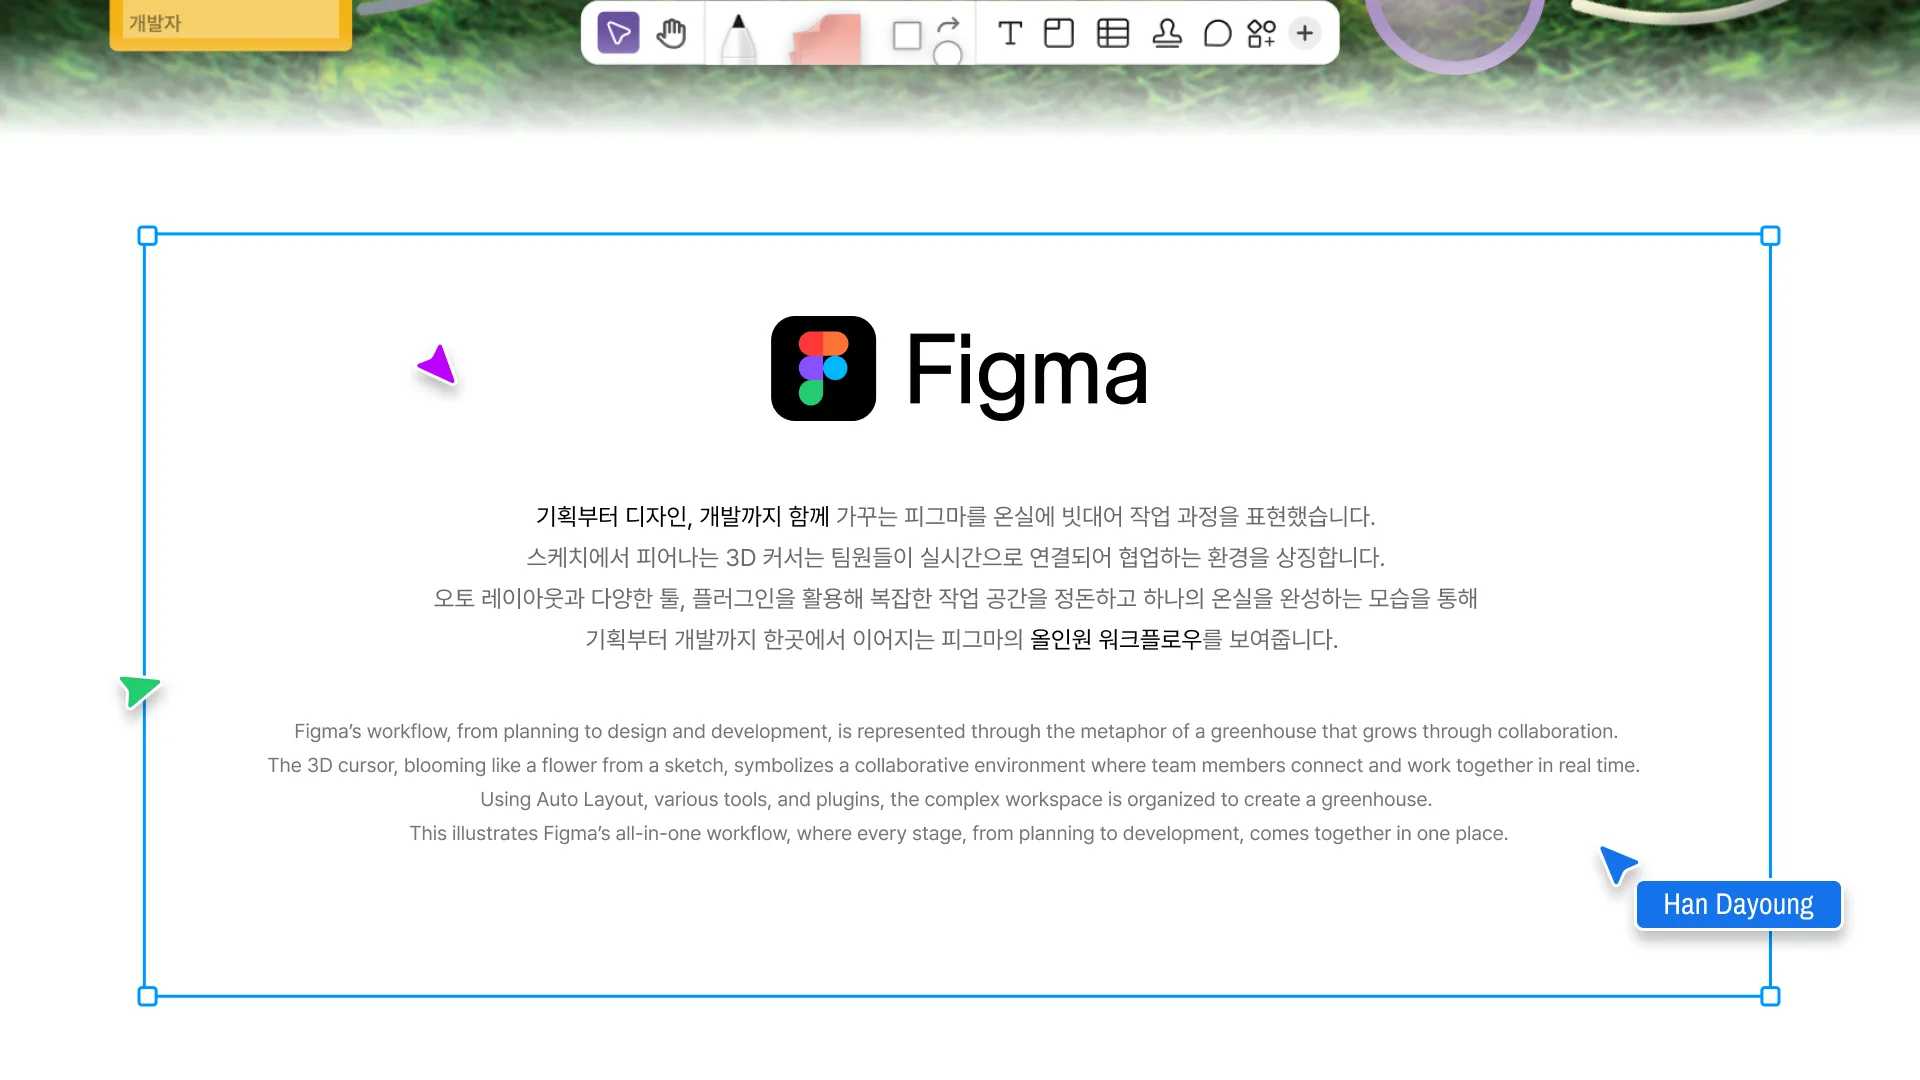 개발자
Figma
기획부터 디자인, 개발까지 함께 가꾸는 피그마를 온실에 빗대어 작업 과정을 표현했습니다.
스케치에서 피어나는 3D 커서는 팀원들이 실시간으로 연결되어 협업하는 환경을 상징합니다.
오토 레이아웃과 다양한 툴, 플러그인을 활용해 복잡한 작업 공간을 정돈하고 하나의 온실을 완성하는 모습을 통해
기획부터 개발까지 한곳에서 이어지는 피그마의 올인원 워크플로우를 보여줍니다.
Figma’s workflow, from planning to design and development, is represented through the metaphor of a greenhouse that grows through collaboration.
The 3D cursor, blooming like a flower from a sketch, symbolizes a collaborative environment where team members connect and work together in real time.
Using Auto Layout, various tools, and plugins, the complex workspace is organized to create a greenhouse.
This illustrates Figma’s all-in-one workflow, where every stage, from planning to development, comes together in one place.
Han Dayoung